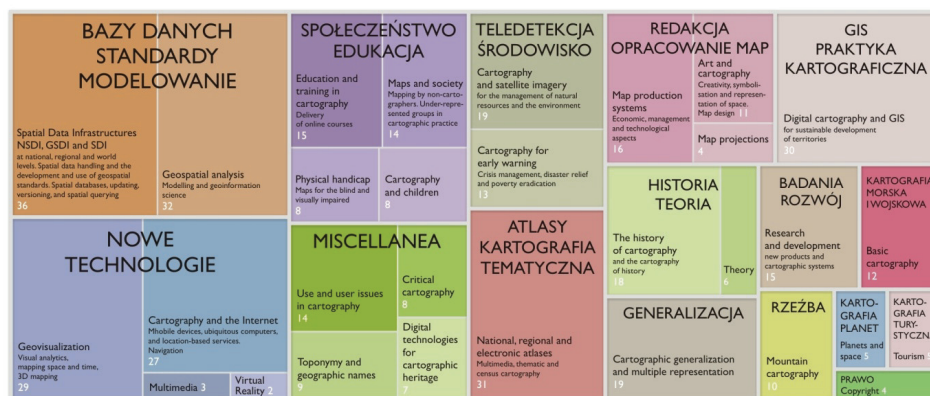 BAZY DANYCH
STANDARDY
MODELOWANIE
Spatial Data Infrastructures
NSDI, GSDI and SDI
at national, regional and world
levels. Spatial data handling and the
development and use of geospatial
standards. Spatial databases, updating,
versioning, and spatial querying
36
Geospatial analysis
Modelling and geoinformation
science
32
SPOŁECZEŃSTWO
EDUKACJA
Education and
training in
cartography
Delivery
of online courses
15
Maps and society
Mapping by non-carto-
graphers. Under-repre-
sented groups in
cartographic practice
14
Physical handicap
Maps for the blind and
visually impaired
8
Cartography
and children
8
TELEDETEKCJA
ŚRODOWISKO
Cartography
and satellite imagery
for the management of natural
resources and the environment
19
Cartography for
early warning
Crisis management, disaster relief
and poverty eradication
13
REDAKCJA
OPRACOWANIE MAP
Map production
systems
Economic, management
and technological
aspects
16
Art and
cartography
Creativity, symboli-
sation and represen-
tation of space.
Map design 11
Map projections
4
GIS
PRAKTYKA
KARTOGRAFICZNA
Digital cartography and GIS
for sustainable development
of territories
30
NOWE
TECHNOLOGIE
Geovisualization
Visual analytics,
mapping space and time,
3D mapping
29
Cartography and the Internet
Mhobile devices, ubiquitous computers,
and location-based services.
Navigation
27
Multimedia 3
Virtual
Reality 2
MISCELLANEA
Use and user issues
in cartography
14
Critical
cartography
8
Toponymy and
geographic names
9
Digital
technologies
for
cartographic
heritage
7
ATLASY
KARTOGRAFIA
TEMATYCZNA
National, regional and
electronic atlases
Multimedia, thematic and
census cartography
31
HISTORIA
TEORIA
The history
of cartography
and the cartography
of history
18
Theory
6
BADANIA
ROZWÓJ
Research
and development
new products and
cartographic systems
15
KARTOGRAFIA
MORSKA
I WOJSKOWA
Basic
cartography
12
GENERALIZACJA
Cartographic generalization
and multiple representation
19
RZEŹBA
Mountain
cartography
10
KARTO-
GRAFIA
PLANET
Planets and
space 5
KARTO-
GRAFIA
TURY-
STYCZNA
Tourism
PRAWO
Copyright 4